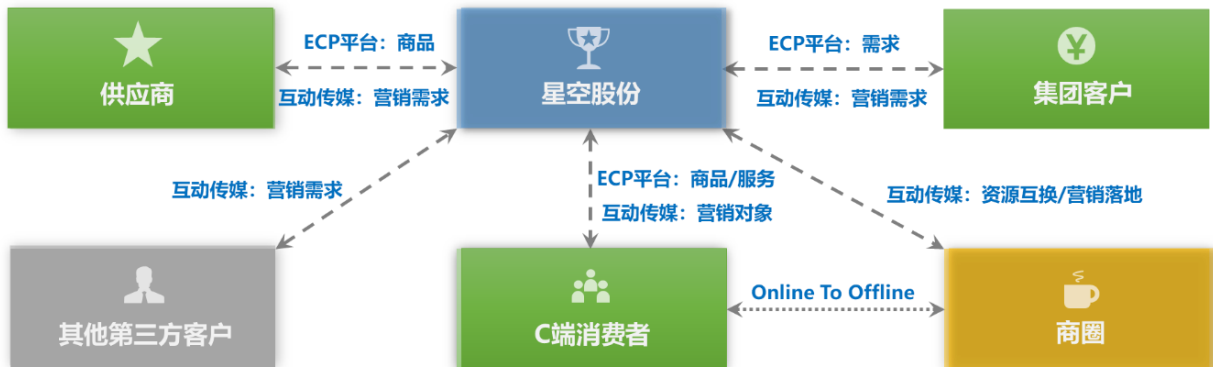 ECP平台：商品
ECP平台：需求
供应商
星空股份
集团客户
互动传媒：营销需求
互动传媒：营销需求
互动传媒：营销需求
ECP平台：商品/服务
互动传媒：营销对象
互动传媒：资源互换/营销落地
Online To Offline
其他第三方客户
C端消费者
商圈